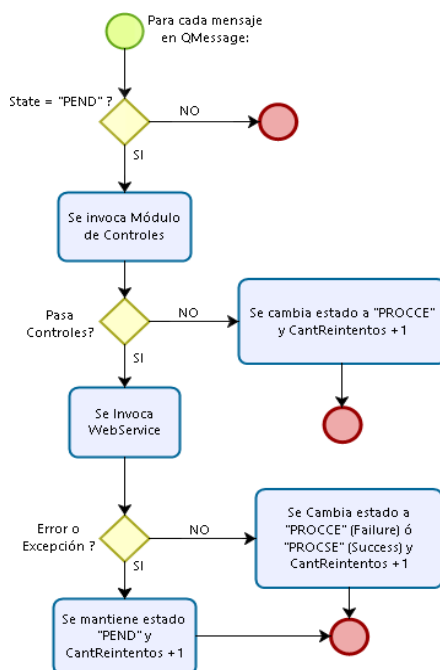 Para cada mensaje
en QMessage:
State = "PEND" ?
NO
SI
Se invoca Módulo
de Controles
Pasa
Controles?
NO
Se cambia estado a "PROCCE"
y CantReintentos +1
SI
Se Invoca
WebService
Error o
Excepción ?
NO
Se Cambia estado a
"PROCCE" (Failure) ó
"PROCSE" (Success) y
CantReintentos +1
SI
Se mantiene estado
"PEND" y
CantReintentos +1